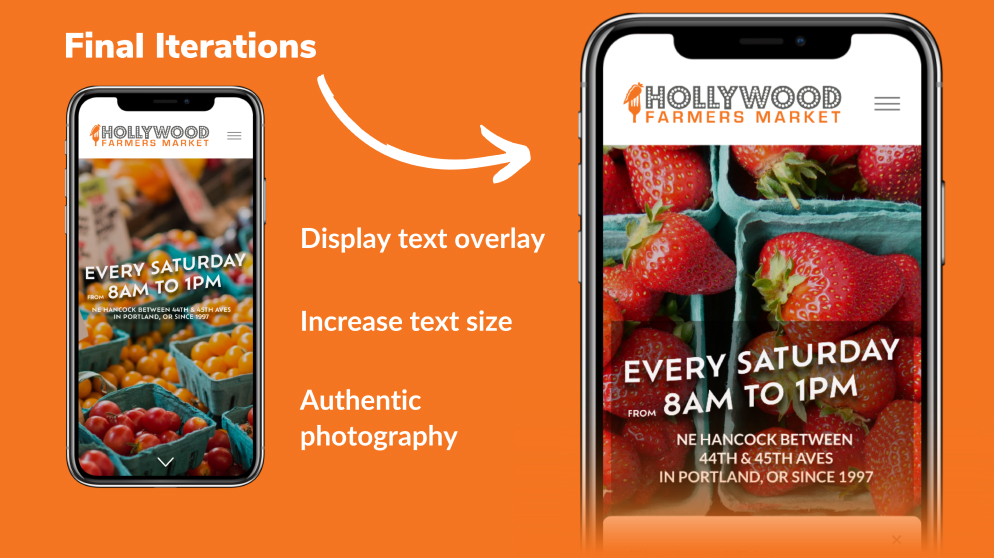 Final Iterations
HOLLYWOOD
FARMERS MARKET
EVERY SATURDAY
FROM 8AM TO 1PM
NE HANCOCK BETWEEN 44TH & 45TH AVES
IN PORTLAND, OR SINCE 1997
Display text overlay
Increase text size
Authentic
photography
HOLLYWOOD
FARMERS MARKET
EVERY SATURDAY
FROM 8AM TO 1PM
NE HANCOCK BETWEEN
44TH & 45TH AVES
IN PORTLAND, OR SINCE 1997